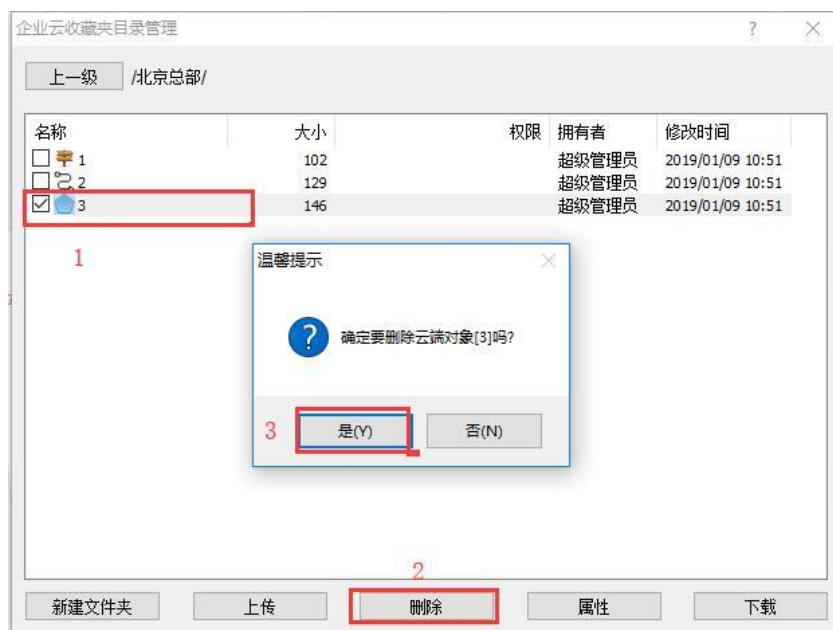 企业云收藏夹目录管理
上一级 /北京总部/
名称 大小 权限 拥有者 修改时间
1 102 超级管理员 2019/01/09 10:51
2 129 超级管理员 2019/01/09 10:51
3 146 超级管理员 2019/01/09 10:51
1
温馨提示
确定要删除云端对象[3]吗?
3 是(Y) 否(N)
2
新建文件夹 上传 删除 属性 下载